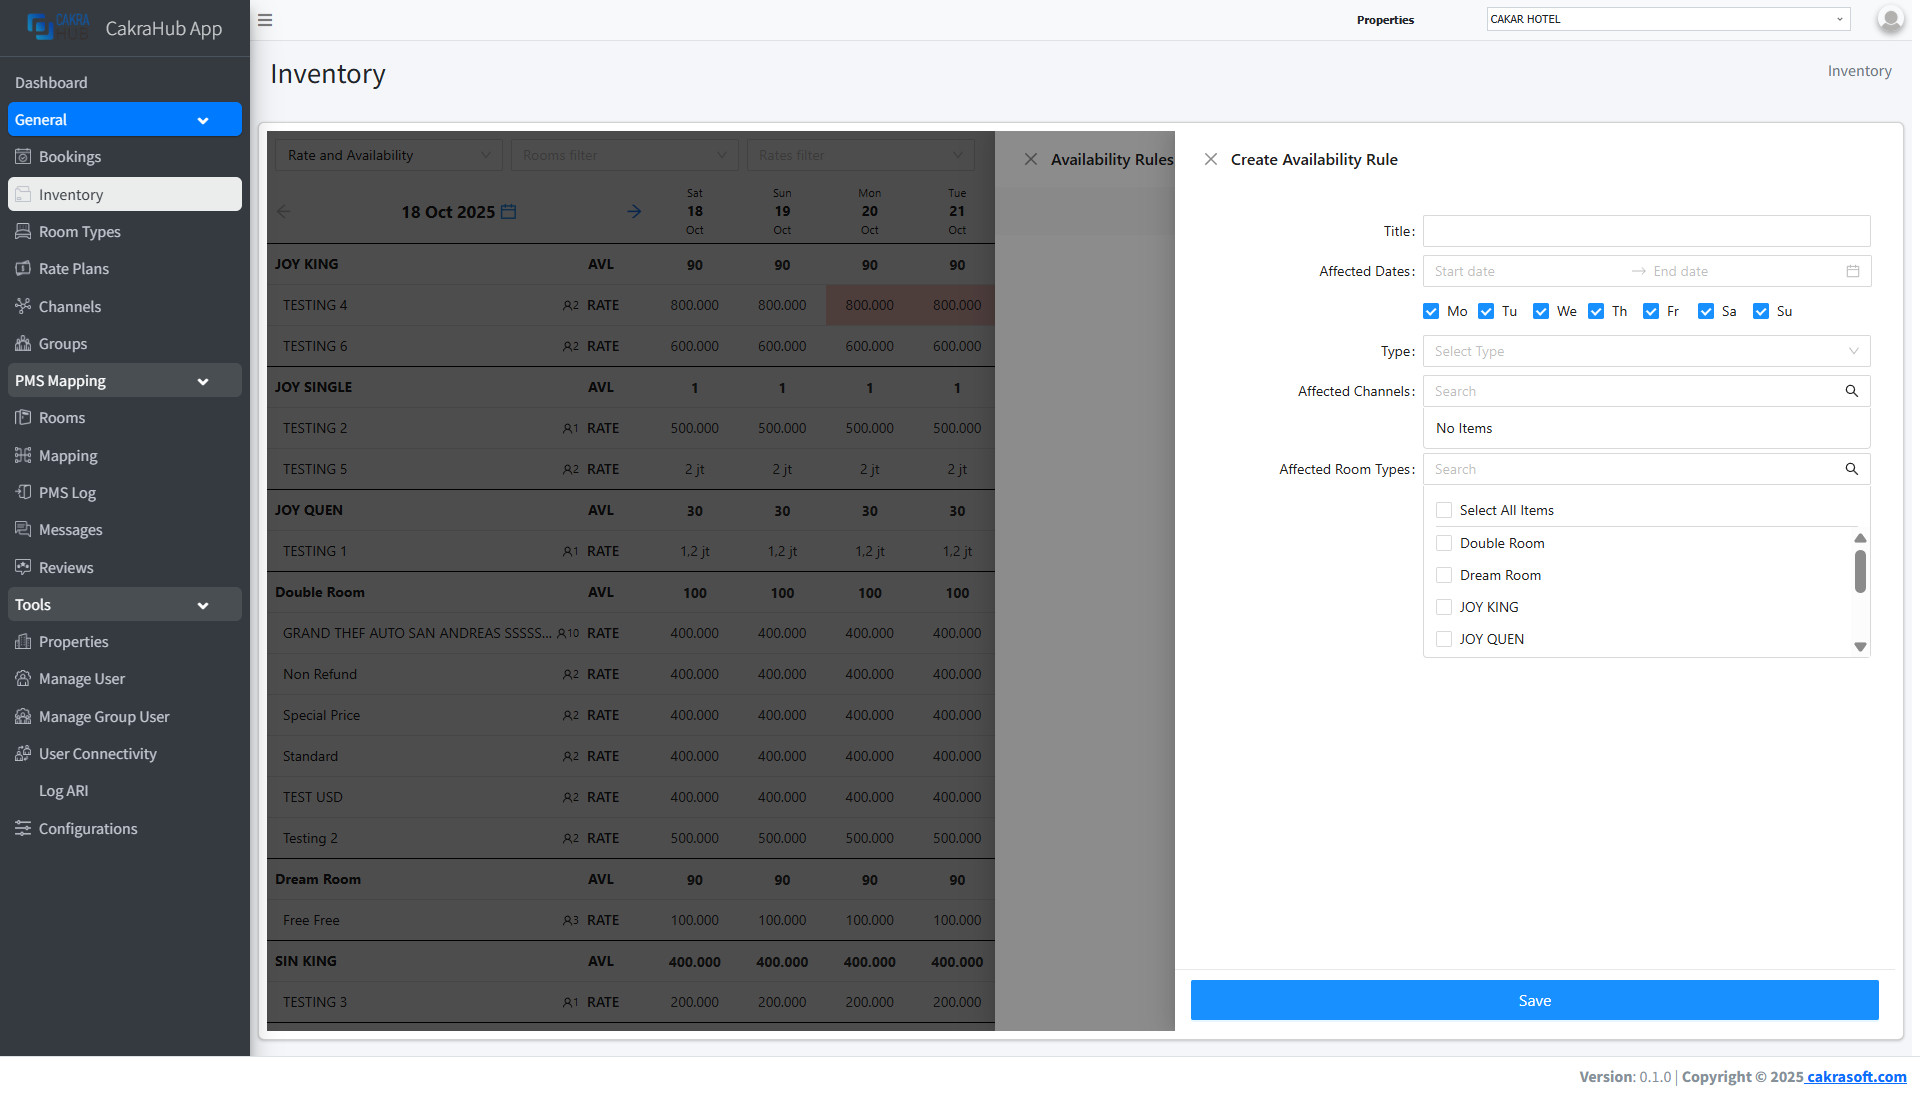 CAKRA HUB
CakraHub App
Properties
CAKAR HOTEL
Dashboard
General
Bookings
Inventory
Room Types
Rate Plans
Channels
Groups
PMS Mapping
Rooms
Mapping
PMS Log
Messages
Reviews
Tools
Properties
Manage User
Manage Group User
User Connectivity
Log ARI
Configurations
Inventory
Inventory
Rate and Availability
Rooms filter
Rates filter
18 Oct 2025
Sat Sun Mon Tue
18 19 20 21
Oct Oct Oct Oct
JOY KING AVL 90 90 90 90
TESTING 4 2 RATE 800.000 800.000 800.000 800.000
TESTING 6 2 RATE 600.000 600.000 600.000 600.000
JOY SINGLE AVL 1 1 1 1
TESTING 2 1 RATE 500.000 500.000 500.000 500.000
TESTING 5 2 RATE 2 jt 2 jt 2 jt 2 jt
JOY QUEN AVL 30 30 30 30
TESTING 1 1 RATE 1,2 jt 1,2 jt 1,2 jt 1,2 jt
Double Room AVL 100 100 100 100
GRAND THEF AUTO SAN ANDREAS SSSSS... 10 RATE 400.000 400.000 400.000 400.000
Non Refund 2 RATE 400.000 400.000 400.000 400.000
Special Price 2 RATE 400.000 400.000 400.000 400.000
Standard 2 RATE 400.000 400.000 400.000 400.000
TEST USD 2 RATE 400.000 400.000 400.000 400.000
Testing 2 2 RATE 500.000 500.000 500.000 500.000
Dream Room AVL 90 90 90 90
Free Free 3 RATE 100.000 100.000 100.000 100.000
SIN KING AVL 400.000 400.000 400.000 400.000
TESTING 3 1 RATE 200.000 200.000 200.000 200.000
Availability Rules
Create Availability Rule
Title:
Affected Dates: Start date End date
Mo Tu We Th Fr Sa Su
Type: Select Type
Affected Channels: Search
No Items
Affected Room Types: Search
Select All Items
Double Room
Dream Room
JOY KING
JOY QUEN
Save
Version: 0.1.0 | Copyright © 2025 cakrasoft.com